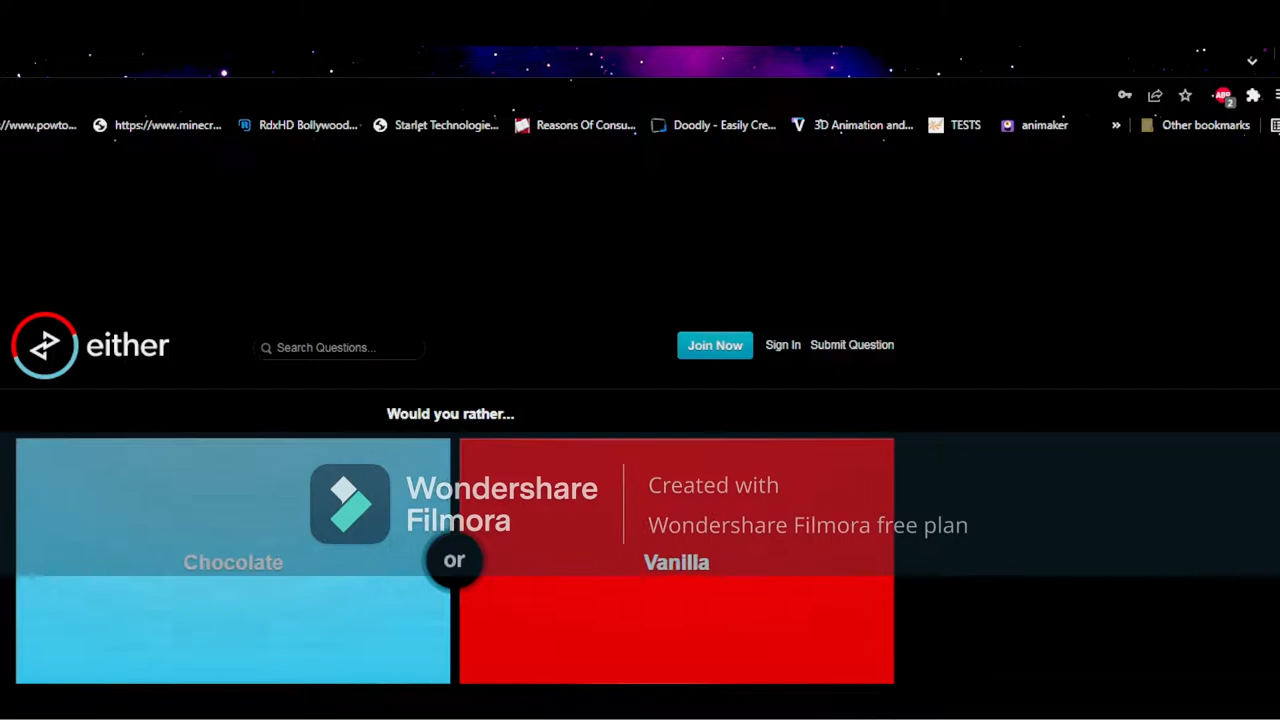 ABP
2
//www.powto...
https://www.minecr...
RdxHD Bollywood...
Starlet Technologie...
Reasons Of Consu...
Doodly - Easily Cre...
3D Animation and...
TESTS
animaker
»
Other bookmarks
either
Search Questions...
Join Now
Sign In
Submit Question
Would you rather...
Wondershare
Filmora
Created with
Wondershare Filmora free plan
Chocolate
or
Vanilla